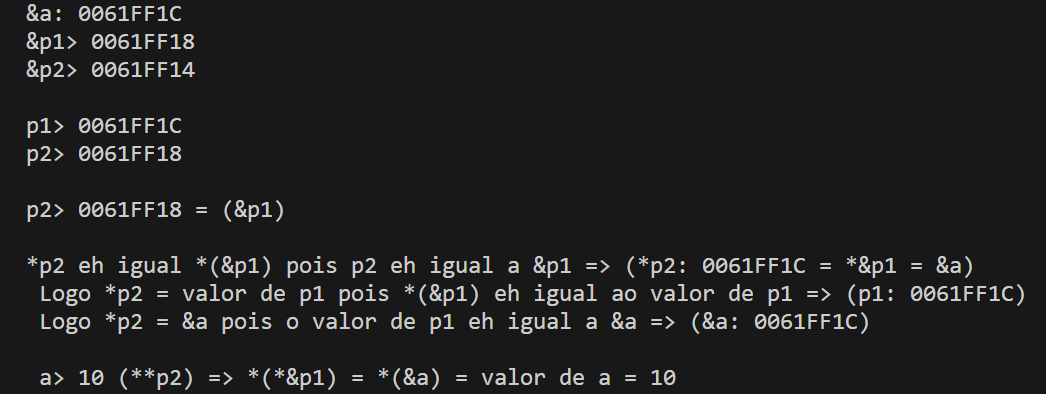 &a: 0061FF1C
&p1> 0061FF18
&p2> 0061FF14
p1> 0061FF1C
p2> 0061FF18
p2> 0061FF18 = (&p1)
*p2 eh igual *(&p1) pois p2 eh igual a &p1 => (*p2: 0061FF1C = *&p1 = &a)
Logo *p2 = valor de p1 pois *(&p1) eh igual ao valor de p1 => (p1: 0061FF1C)
Logo *p2 = &a pois o valor de p1 eh igual a &a => (&a: 0061FF1C)
a> 10 (**p2) => *(*&p1) = *(&a) = valor de a = 10